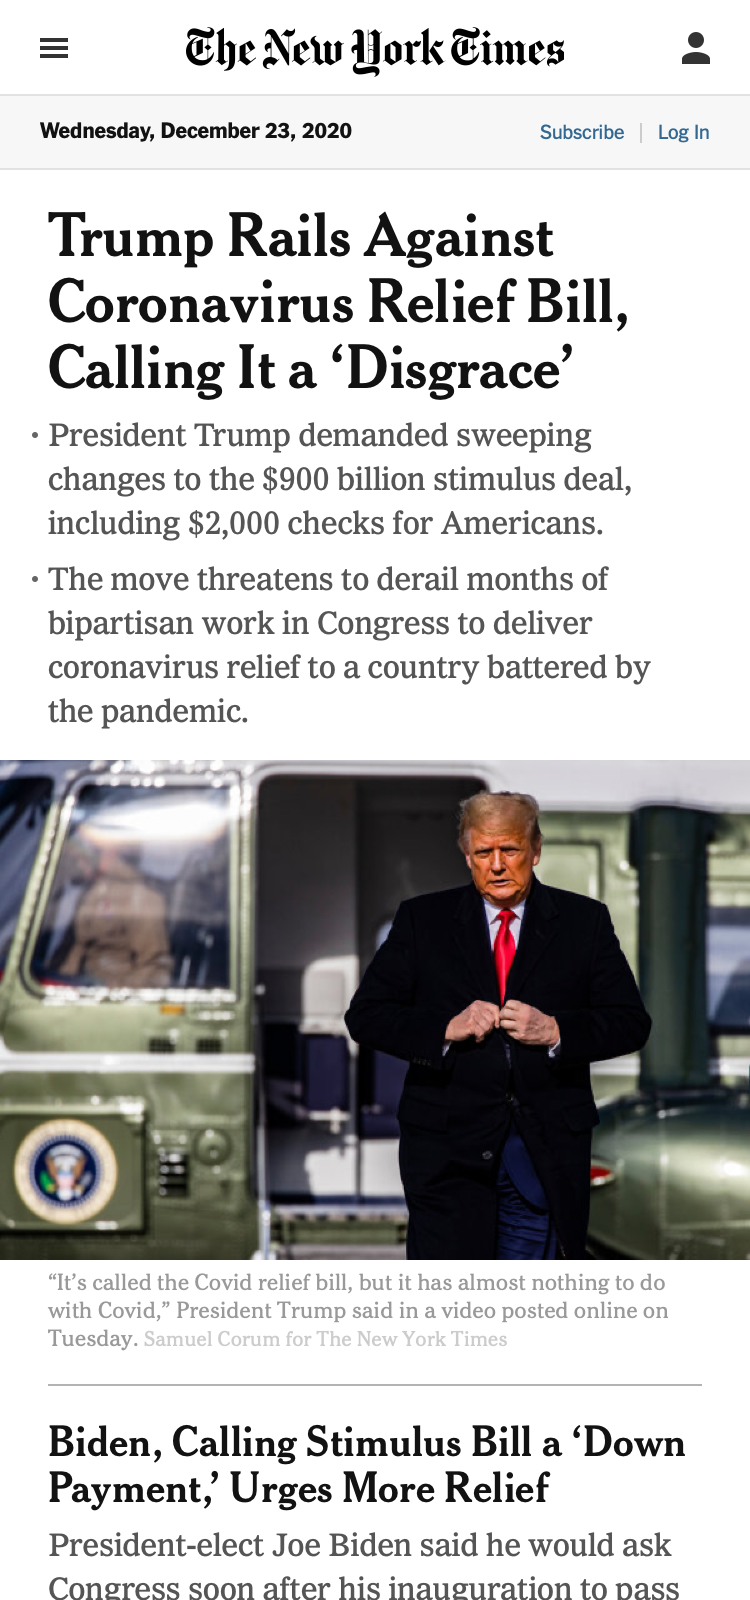 The New York Times
Wednesday, December 23, 2020
Subscribe | Log In
Trump Rails Against
Coronavirus Relief Bill,
Calling It a ‘Disgrace’
• President Trump demanded sweeping
changes to the $900 billion stimulus deal,
including $2,000 checks for Americans.
• The move threatens to derail months of
bipartisan work in Congress to deliver
coronavirus relief to a country battered by
the pandemic.
“It’s called the Covid relief bill, but it has almost nothing to do
with Covid,” President Trump said in a video posted online on
Tuesday. Samuel Corum for The New York Times
Biden, Calling Stimulus Bill a ‘Down
Payment,’ Urges More Relief
President-elect Joe Biden said he would ask
Congress soon after his inauguration to pass